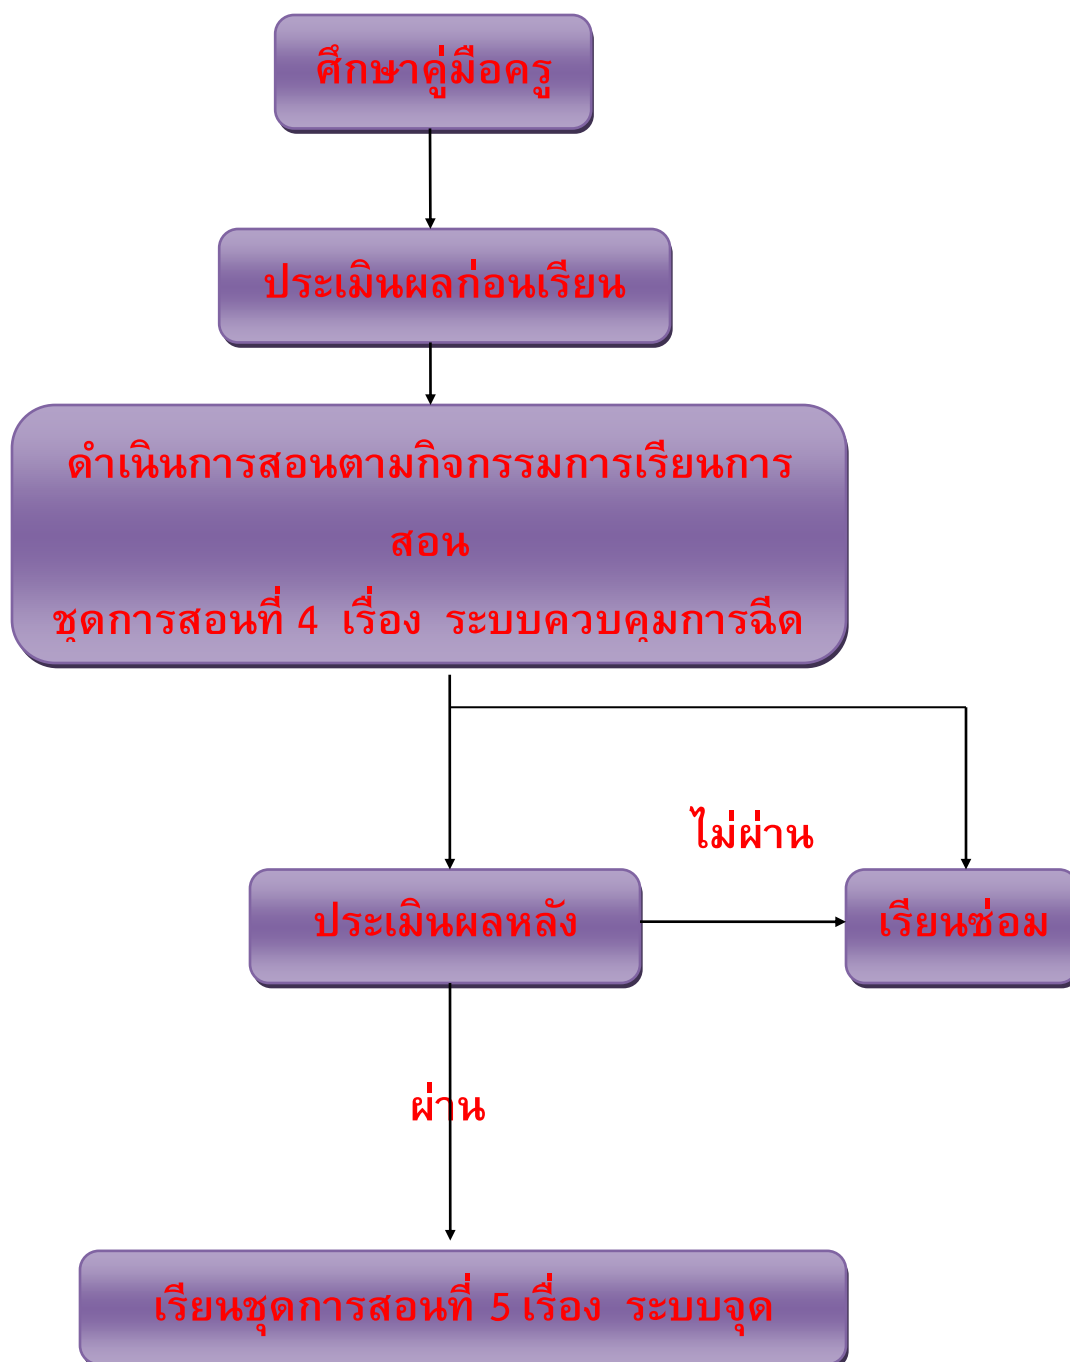 ศึกษาคู่มือครู
ประเมินผลก่อนเรียน
ดำเนินการสอนตามกิจกรรมการเรียนการ
สอน
ชุดการสอนที่ 4 เรื่อง ระบบควบคุมการฉีด
ไม่ผ่าน
ประเมินผลหลัง
เรียนซ่อม
ผ่าน
เรียนชุดการสอนที่ 5 เรื่อง ระบบจุด